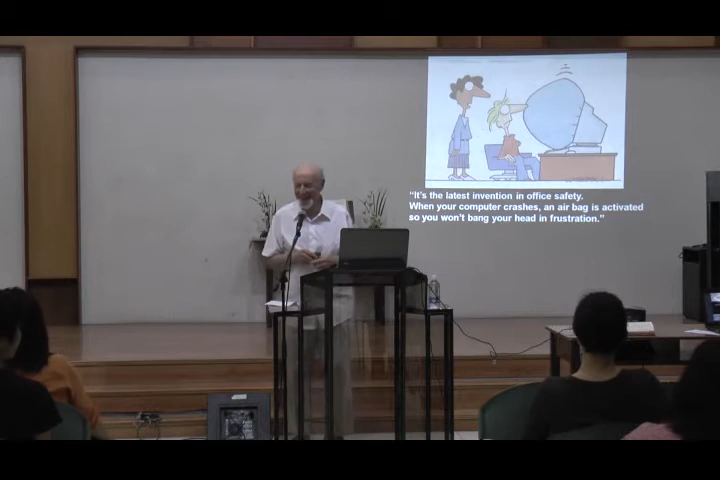 “It’s the latest invention in office safety.
When your computer crashes, an air bag is activated
so you won’t bang your head in frustration.”